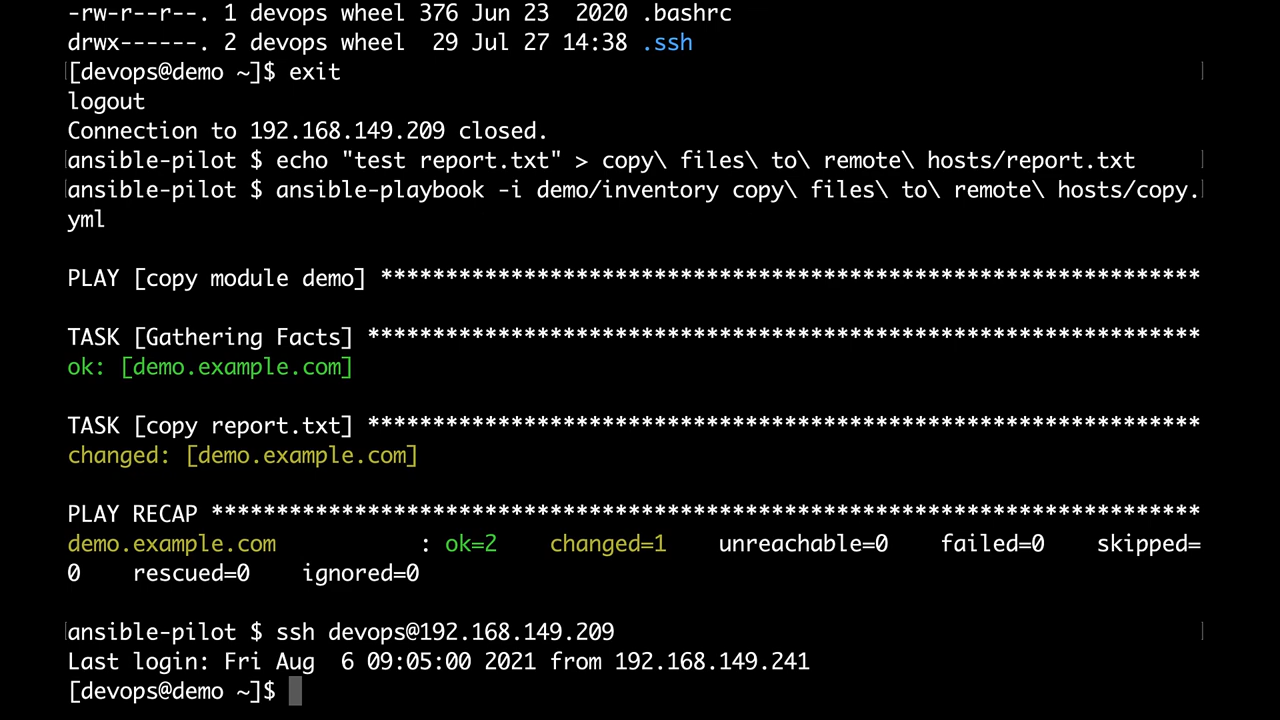 -rw-r--r--. 1 devops wheel 376 Jun 23  2020 .bashrc
drwx------. 2 devops wheel  29 Jul 27 14:38 .ssh
[devops@demo ~]$ exit
logout
Connection to 192.168.149.209 closed.
ansible-pilot $ echo "test report.txt" > copy\ files\ to\ remote\ hosts/report.txt
ansible-pilot $ ansible-playbook -i demo/inventory copy\ files\ to\ remote\ hosts/copy.
yml
PLAY [copy module demo] ***************************************************************
TASK [Gathering Facts] ****************************************************************
ok: [demo.example.com]
TASK [copy report.txt] ****************************************************************
changed: [demo.example.com]
PLAY RECAP ****************************************************************************
demo.example.com           : ok=2    changed=1    unreachable=0    failed=0    skipped=
0    rescued=0    ignored=0
ansible-pilot $ ssh devops@192.168.149.209
Last login: Fri Aug  6 09:05:00 2021 from 192.168.149.241
[devops@demo ~]$